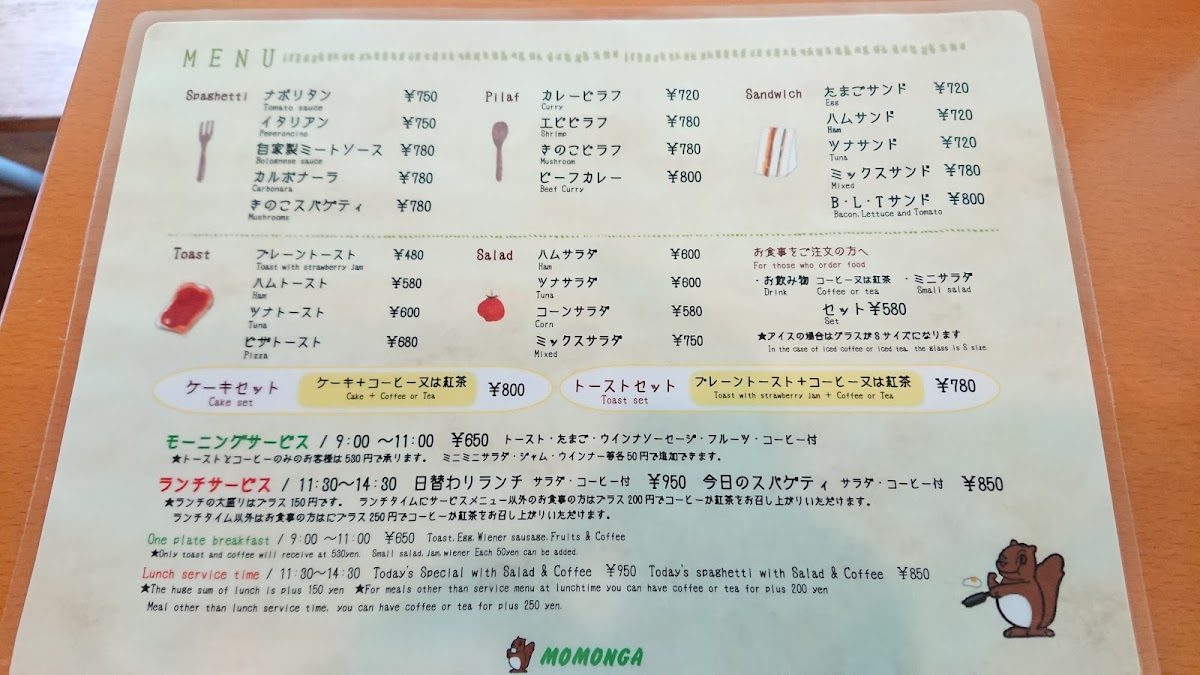 MENU
Spaghetti ナポリタン ¥750
Tomato sauce
イタリアン ¥750
Peperoncino
自家製ミートソース ¥780
Bolognese sauce
カルボナーラ ¥780
Carbonara
きのこスパゲティ ¥780
Mushrooms
Pilaf カレーピラフ ¥720
Curry
エビピラフ ¥780
Shrimp
きのこピラフ ¥780
Mushroom
ビーフカレー ¥800
Beef Curry
Sandwich たまごサンド ¥720
Egg
ハムサンド ¥720
Ham
ツナサンド ¥720
Tuna
ミックスサンド ¥780
Mixed
B・L・Tサンド ¥800
Bacon, Lettuce and Tomato
Toast プレーントースト ¥480
Toast with strawberry jam
ハムトースト ¥580
Ham
ツナトースト ¥600
Tuna
ピザトースト ¥680
Pizza
Salad ハムサラダ ¥600
Ham
ツナサラダ ¥600
Tuna
コーンサラダ ¥580
Corn
ミックスサラダ ¥750
Mixed
お食事をご注文の方へ
For those who order food
・お飲み物 コーヒー又は紅茶 ・ミニサラダ
Drink Coffee or tea Small salad
セット¥580
Set
★アイスの場合はグラスがSサイズになります
In the case of iced coffee or iced tea, the glass is S size.
ケーキセット ケーキ+コーヒー又は紅茶 ¥800
Cake set Cake + Coffee or Tea
トーストセット プレーントースト+コーヒー又は紅茶 ¥780
Toast set Toast with strawberry jam + Coffee or Tea
モーニングサービス / 9:00 ~11:00 ¥650 トースト・たまご・ウインナソーセージ・フルーツ・コーヒー付
★トーストとコーヒーのみのお客様は530円で承ります。 ミニミニサラダ・ジャム・ウインナー等各50円で追加できます。
ランチサービス / 11:30~14:30 日替わりランチ サラダ・コーヒー付 ¥950 今日のスパゲティ サラダ・コーヒー付 ¥850
★ランチの大盛りはプラス150円です。 ランチタイムにサービスメニュー以外のお食事の方はプラス200円でコーヒーか紅茶をお召し上がりいただけます。
ランチタイム以外はお食事の方はにプラス250円でコーヒーか紅茶をお召し上がりいただけます。
One plate breakfast / 9:00 ~11:00 ¥650 Toast, Egg, Wiener sausage, Fruits & Coffee
★Only toast and coffee will receive at 530yen. Small salad, jam, wiener Each 50yen can be added.
Lunch service time / 11:30~14:30 Today's Special with Salad & Coffee ¥950 Today's spaghetti with Salad & Coffee ¥850
★The huge sum of lunch is plus 150 yen ★For meals other than service menu at lunchtime you can have coffee or tea for plus 200 yen
Meal other than lunch service time, you can have coffee or tea for plus 250 yen.
MOMONGA